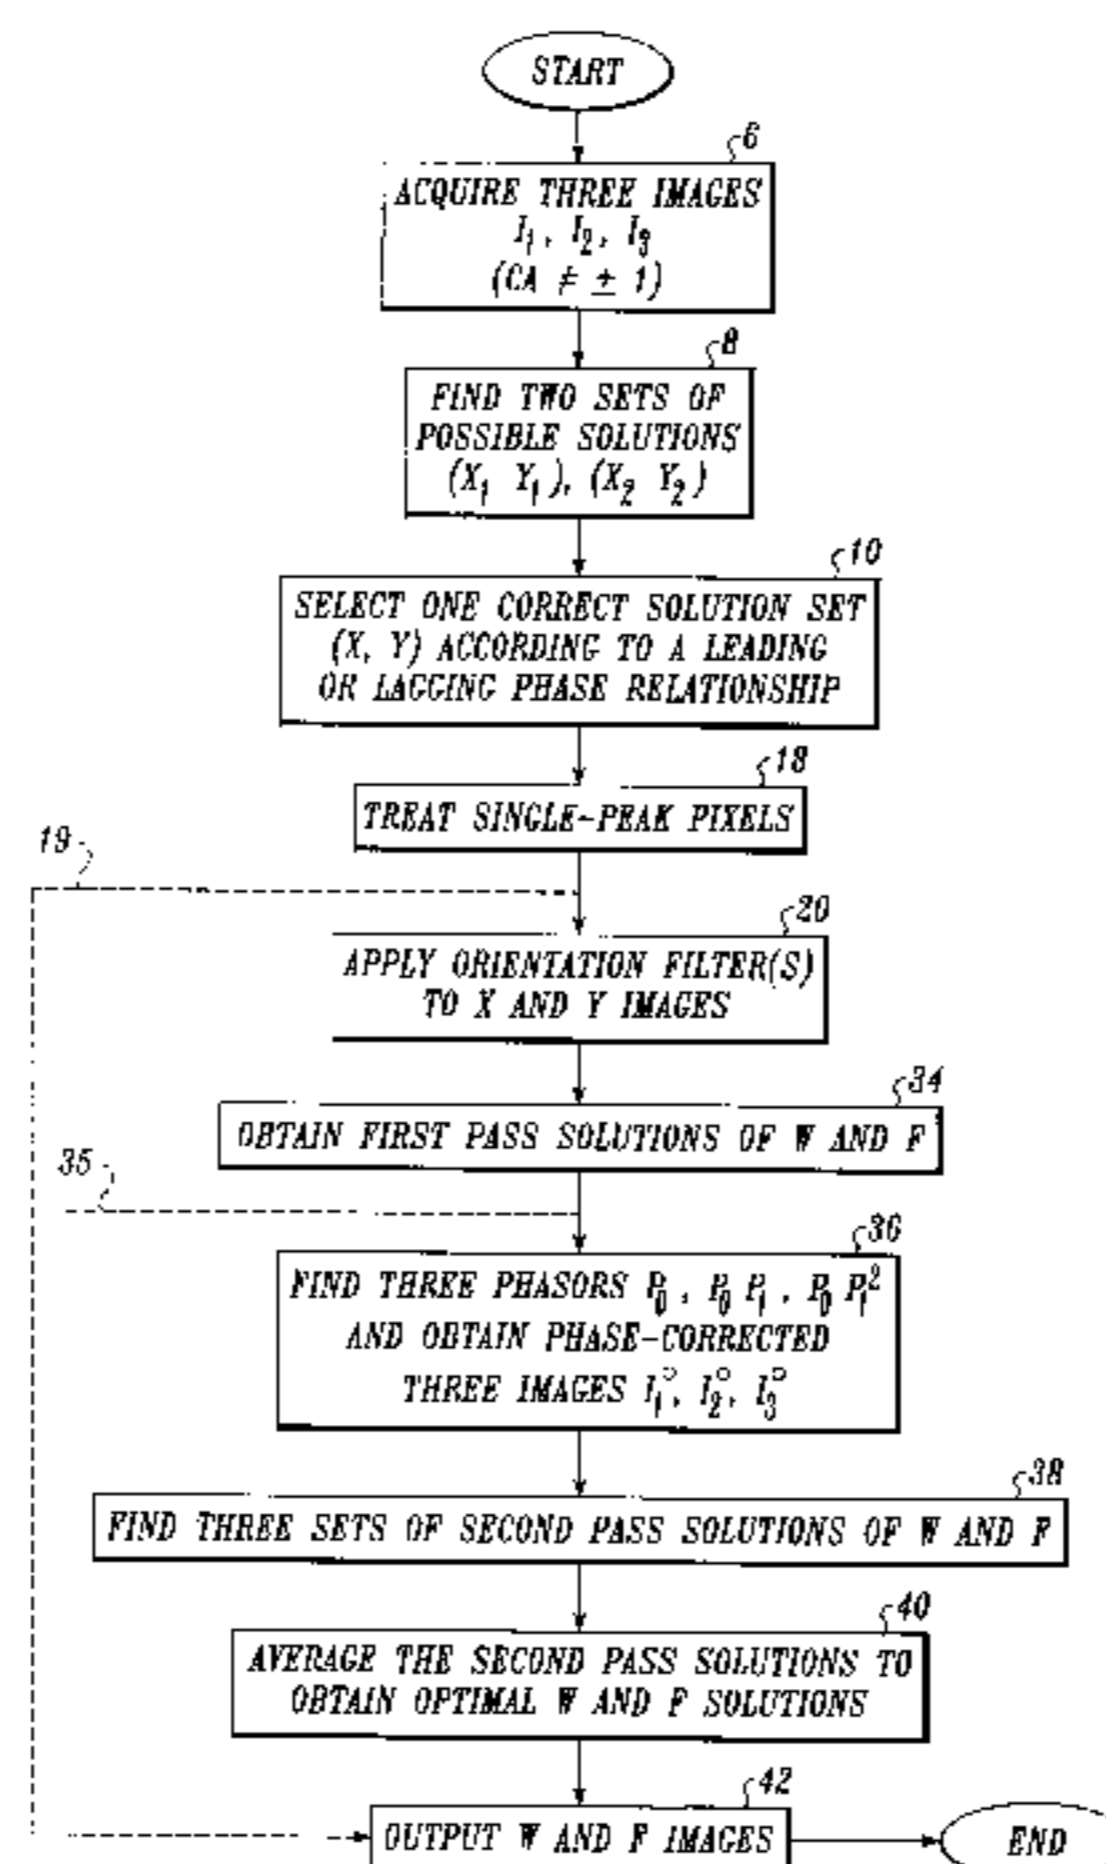 START
6
ACQUIRE THREE IMAGES
I₁, I₂, I₃
(CA ≠ ± 1)
8
FIND TWO SETS OF
POSSIBLE SOLUTIONS
(X₁ Y₁), (X₂ Y₂)
10
SELECT ONE CORRECT SOLUTION SET
(X, Y) ACCORDING TO A LEADING
OR LAGGING PHASE RELATIONSHIP
18
TREAT SINGLE-PEAK PIXELS
19
20
APPLY ORIENTATION FILTER(S)
TO X AND Y IMAGES
34
OBTAIN FIRST PASS SOLUTIONS OF W AND F
35
36
FIND THREE PHASORS P₀, P₀ P₁, P₀ P₁²
AND OBTAIN PHASE-CORRECTED
THREE IMAGES I₁°, I₂°, I₃°
38
FIND THREE SETS OF SECOND PASS SOLUTIONS OF W AND F
40
AVERAGE THE SECOND PASS SOLUTIONS TO
OBTAIN OPTIMAL W AND F SOLUTIONS
42
OUTPUT W AND F IMAGES
END